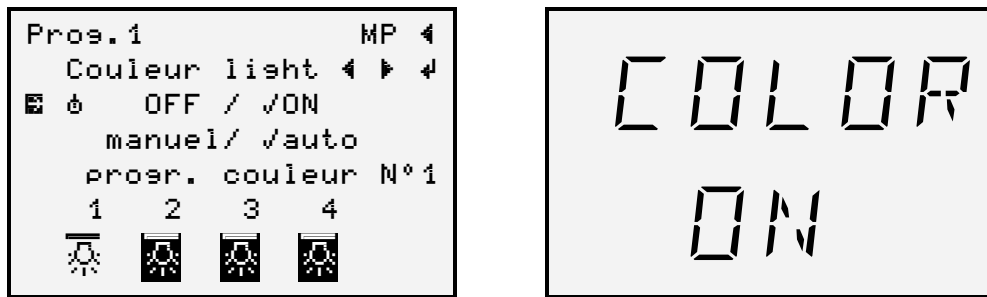 Prog.1 MP
Couleur light
OFF / √ON
manuel/ √auto
progr. couleur N°1
1 2 3 4
COLOR
ON